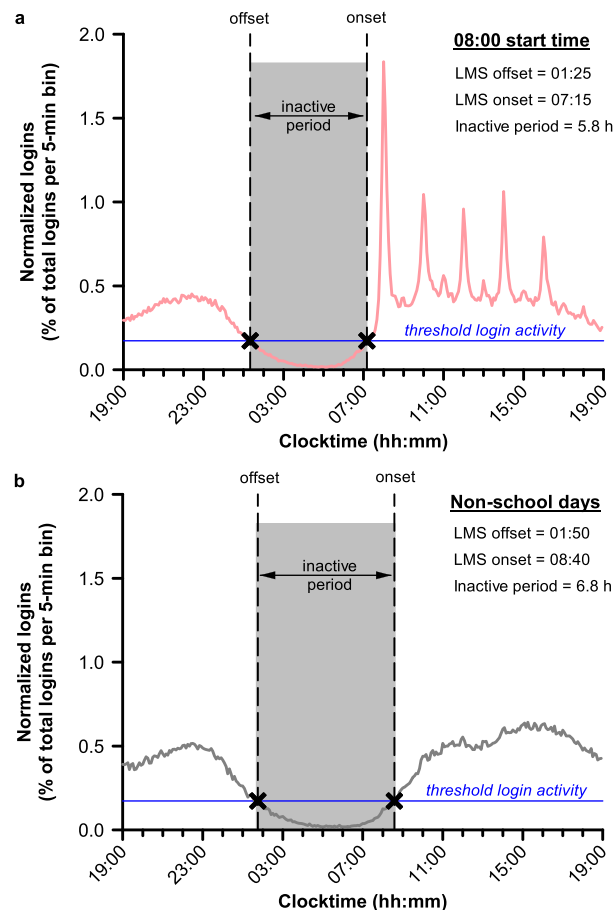 a
offset
onset
2.0
1.5
1.0
0.5
0.0
Normalized logins
(% of total logins per 5-min bin)
inactive
period
08:00 start time
LMS offset = 01:25
LMS onset = 07:15
Inactive period = 5.8 h
threshold login activity
19:00
23:00
03:00
07:00
11:00
15:00
19:00
Clocktime (hh:mm)
b
offset
onset
2.0
1.5
1.0
0.5
0.0
Normalized logins
(% of total logins per 5-min bin)
inactive
period
Non-school days
LMS offset = 01:50
LMS onset = 08:40
Inactive period = 6.8 h
threshold login activity
19:00
23:00
03:00
07:00
11:00
15:00
19:00
Clocktime (hh:mm)